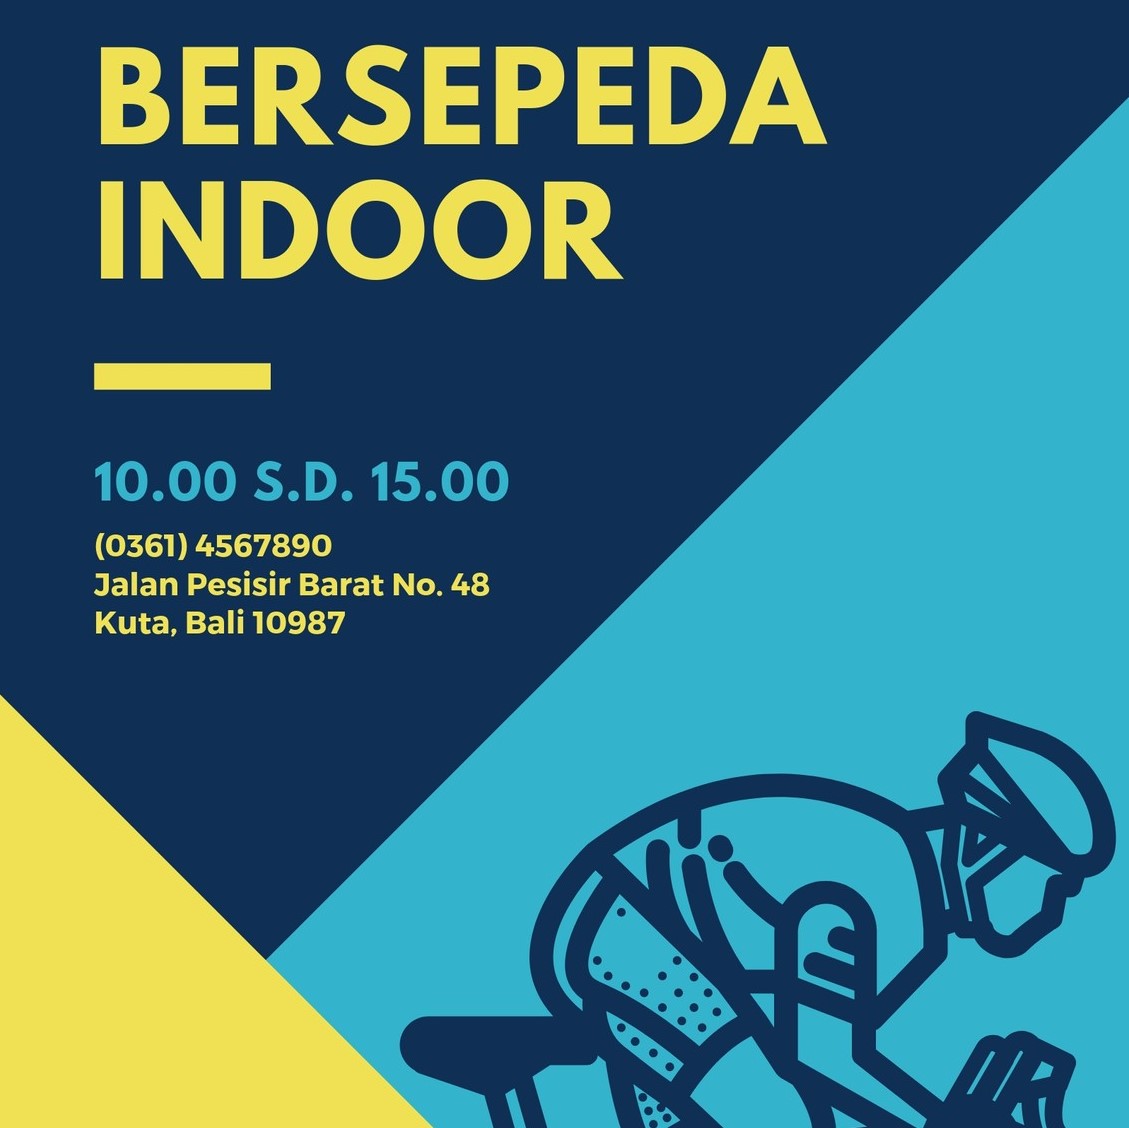 BERSEPEDA
INDOOR
10.00 S.D. 15.00
(0361) 4567890
Jalan Pesisir Barat No. 48
Kuta, Bali 10987